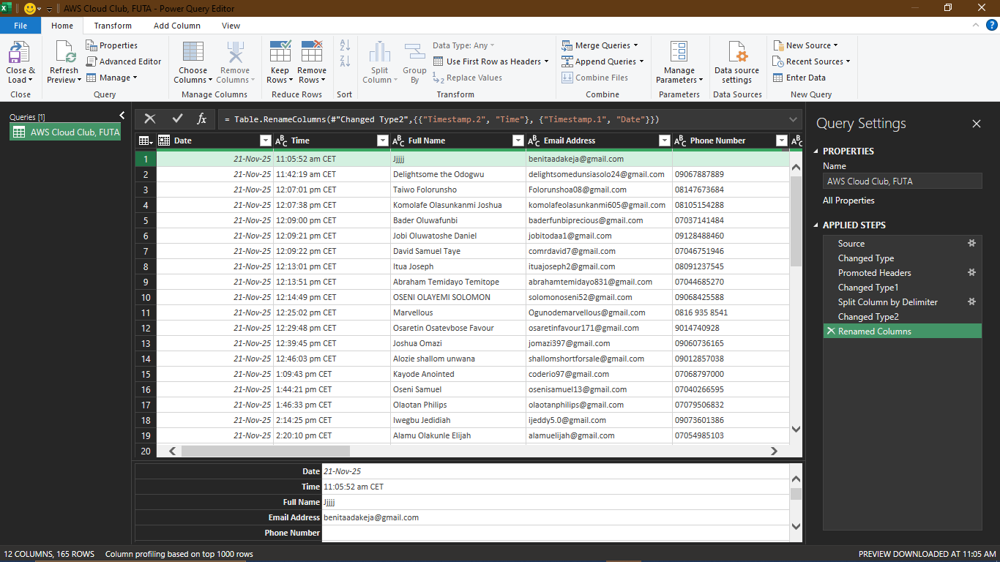 AWS Cloud Club, FUTA - Power Query Editor
File Home Transform Add Column View
Close & Load
Close
Refresh Preview
Properties
Advanced Editor
Manage
Query
Choose Columns
Remove Columns
Manage Columns
Keep Rows
Remove Rows
Reduce Rows
Sort
Split Column
Group By
Data Type: Any
Use First Row as Headers
Replace Values
Transform
Merge Queries
Append Queries
Combine Files
Combine
Manage Parameters
Parameters
Data source settings
Data Sources
New Source
Recent Sources
Enter Data
New Query
Queries [1]
AWS Cloud Club, FUTA
= Table.RenameColumns(#"Changed Type2",{{"Timestamp.2", "Time"}, {"Timestamp.1", "Date"}})
Date Time Full Name Email Address Phone Number
1 21-Nov-25 11:05:52 am CET Jjjjj benitaadakeja@gmail.com
2 21-Nov-25 11:42:19 am CET Delightsome the Odogwu delightsomedunsiasolo24@gmail.com 09067887889
3 21-Nov-25 12:07:01 pm CET Taiwo Folorunsho Folorunshoa08@gmail.com 08147673684
4 21-Nov-25 12:07:38 pm CET Komolafe Olasunkanmi Joshua komolafeolasunkanmi605@gmail.com 08105154288
5 21-Nov-25 12:09:00 pm CET Bader Oluwafunbi baderfunbiprecious@gmail.com 07037141484
6 21-Nov-25 12:09:21 pm CET Jobi Oluwatoshe Daniel jobitodaa1@gmail.com 09128488460
7 21-Nov-25 12:09:22 pm CET David Samuel Taye comrdavid7@gmail.com 07046751946
8 21-Nov-25 12:13:01 pm CET Itua Joseph ituajoseph2@gmail.com 08091237545
9 21-Nov-25 12:13:51 pm CET Abraham Temidayo Temitope abrahamtemidayo831@gmail.com 07044685270
10 21-Nov-25 12:14:49 pm CET OSENI OLAYEMI SOLOMON solomonoseni52@gmail.com 09068425588
11 21-Nov-25 12:25:02 pm CET Marvellous Ogunodemarvellous@gmail.com 0816 935 8541
12 21-Nov-25 12:29:48 pm CET Osaretin Osatevbose Favour osaretinfavour171@gmail.com 9014740928
13 21-Nov-25 12:39:45 pm CET Joshua Omazi jomazi397@gmail.com 09060736165
14 21-Nov-25 12:46:03 pm CET Alozie shallom unwana shallomshortforsale@gmail.com 09012857038
15 21-Nov-25 1:09:43 pm CET Kayode Anointed coderio97@gmail.com 07068797000
16 21-Nov-25 1:44:21 pm CET Oseni Samuel osenisamuel13@gmail.com 07040266595
17 21-Nov-25 1:46:33 pm CET Olaotan Philips olaotanphilips@gmail.com 07079506832
18 21-Nov-25 2:14:25 pm CET Iwegbu Jedidiah ijeddy5.0@gmail.com 09073601386
19 21-Nov-25 2:20:10 pm CET Alamu Olakunle Elijah alamuelijah@gmail.com 07054985103
20
Date 21-Nov-25
Time 11:05:52 am CET
Full Name Jjjjj
Email Address benitaadakeja@gmail.com
Phone Number
Query Settings
PROPERTIES
Name
AWS Cloud Club, FUTA
All Properties
APPLIED STEPS
Source
Changed Type
Promoted Headers
Changed Type1
Split Column by Delimiter
Changed Type2
Renamed Columns
12 COLUMNS, 165 ROWS Column profiling based on top 1000 rows PREVIEW DOWNLOADED AT 11:05 AM